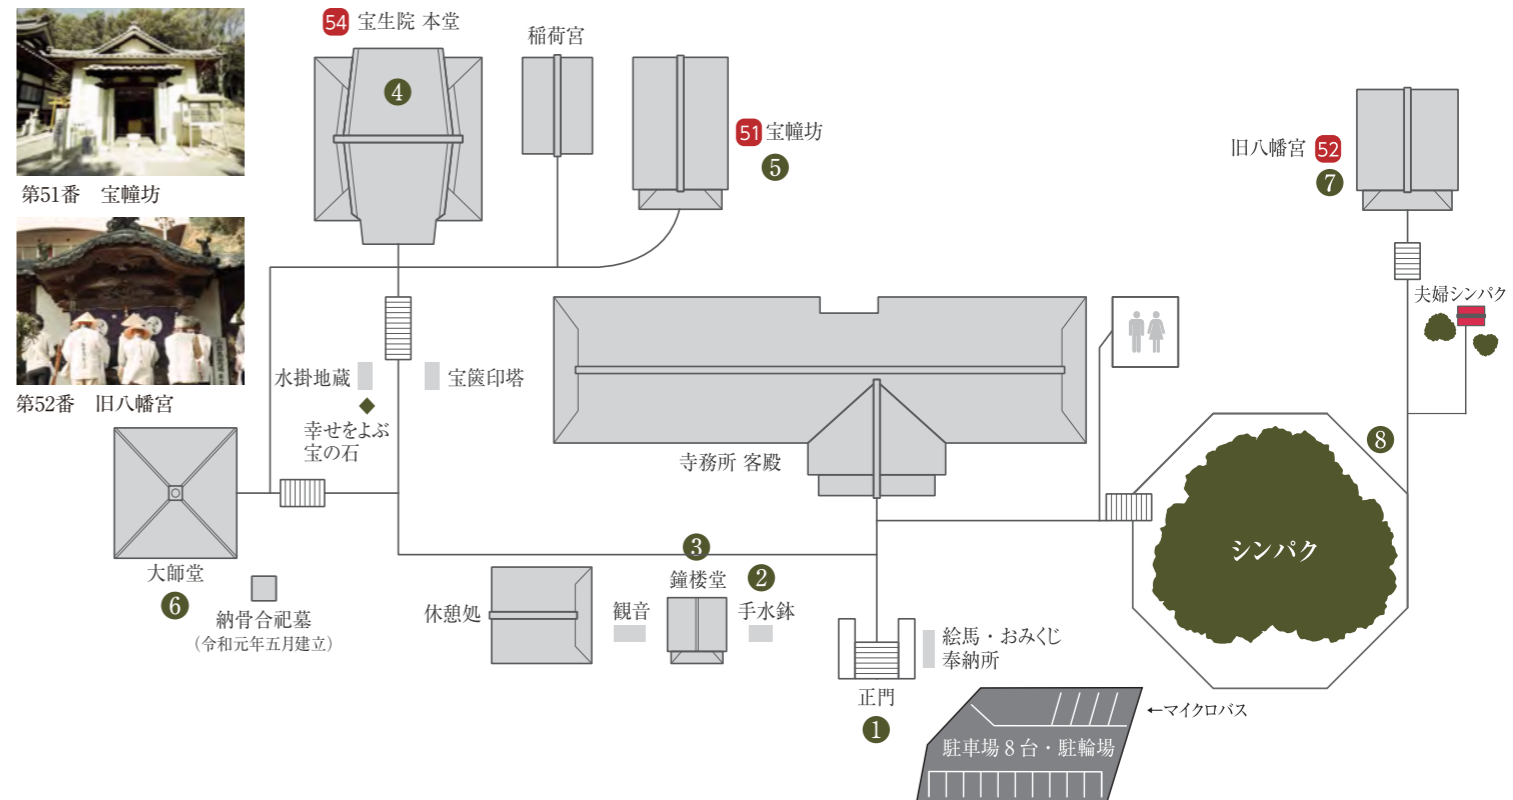 第51番　宝幢坊
第52番　旧八幡宮
54 宝生院 本堂
4
稲荷宮
51 宝幢坊
5
旧八幡宮 52
7
夫婦シンパク
水掛地蔵
宝篋印塔
幸せをよぶ
宝の石
寺務所 客殿
8
シンパク
大師堂
6
納骨合祀墓
（令和元年五月建立）
休憩処
3
鐘楼堂
観音
2
手水鉢
絵馬・おみくじ
奉納所
正門
1
←マイクロバス
駐車場８台・駐輪場